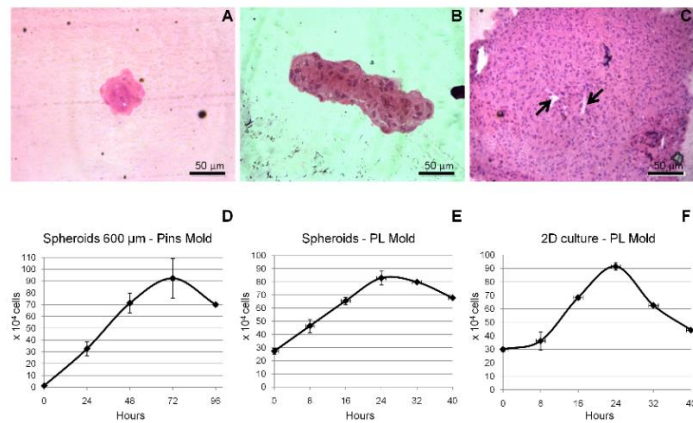 A
B
C
50 µm
50 µm
50 µm
D
E
F
Spheroids 600 µm - Pins Mold
Spheroids - PL Mold
2D culture - PL Mold
x 10⁴ cells
110
100
90
80
70
60
50
40
30
20
10
0
0 24 48 72 96
Hours
x 10⁴ cells
100
90
80
70
60
50
40
30
20
10
0
0 8 16 24 32 40
Hours
x 10⁴ cells
100
90
80
70
60
50
40
30
20
10
0
0 8 16 24 32 40
Hours